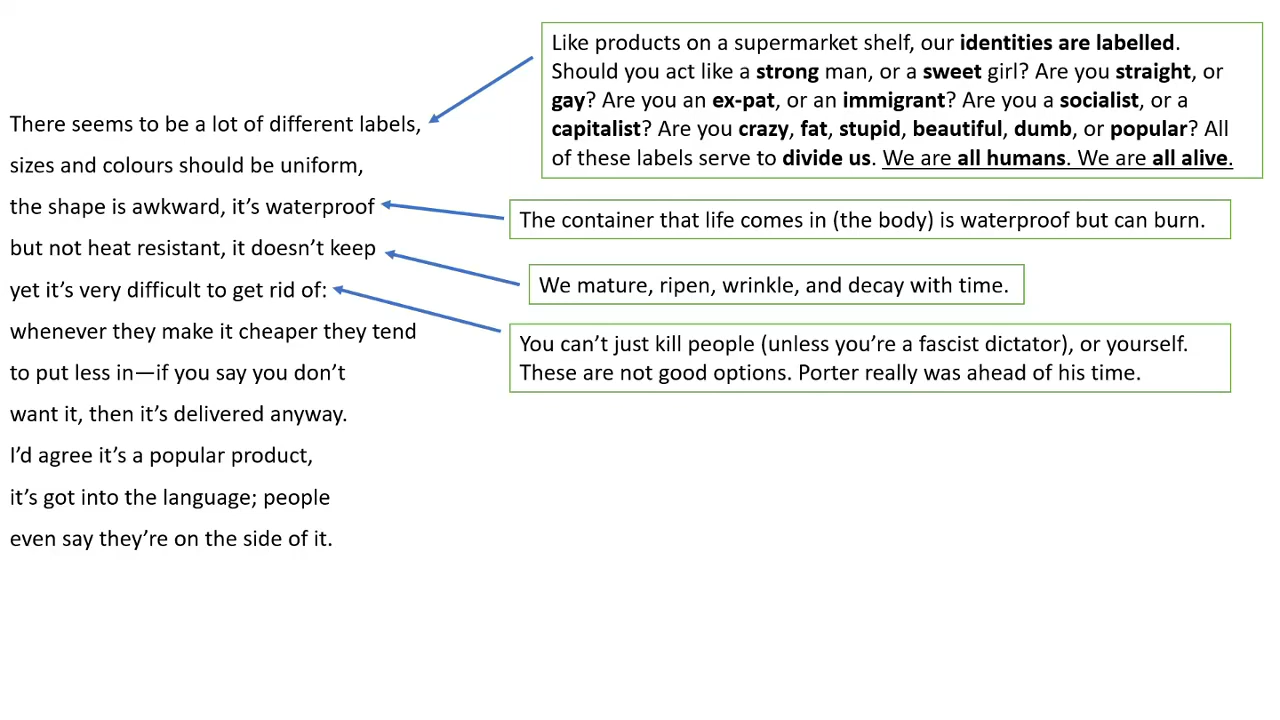 There seems to be a lot of different labels,
sizes and colours should be uniform,
the shape is awkward, it’s waterproof
but not heat resistant, it doesn’t keep
yet it’s very difficult to get rid of:
whenever they make it cheaper they tend
to put less in—if you say you don’t
want it, then it’s delivered anyway.
I’d agree it’s a popular product,
it’s got into the language; people
even say they’re on the side of it.
Like products on a supermarket shelf, our identities are labelled.
Should you act like a strong man, or a sweet girl? Are you straight, or
gay? Are you an ex-pat, or an immigrant? Are you a socialist, or a
capitalist? Are you crazy, fat, stupid, beautiful, dumb, or popular? All
of these labels serve to divide us. We are all humans. We are all alive.
The container that life comes in (the body) is waterproof but can burn.
We mature, ripen, wrinkle, and decay with time.
You can’t just kill people (unless you’re a fascist dictator), or yourself.
These are not good options. Porter really was ahead of his time.